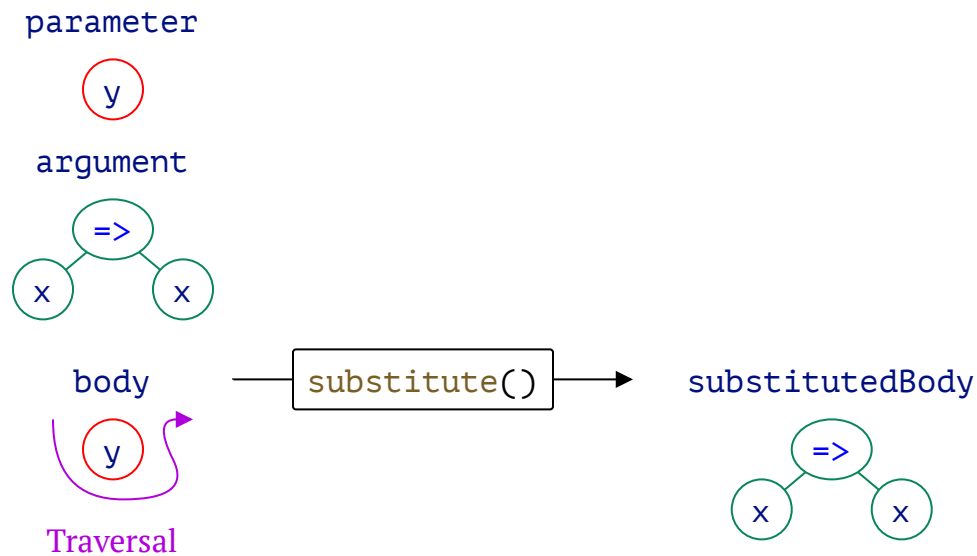 parameter
y
argument
=>
x x
body
substitute()
substitutedBody
y
=>
x x
Traversal